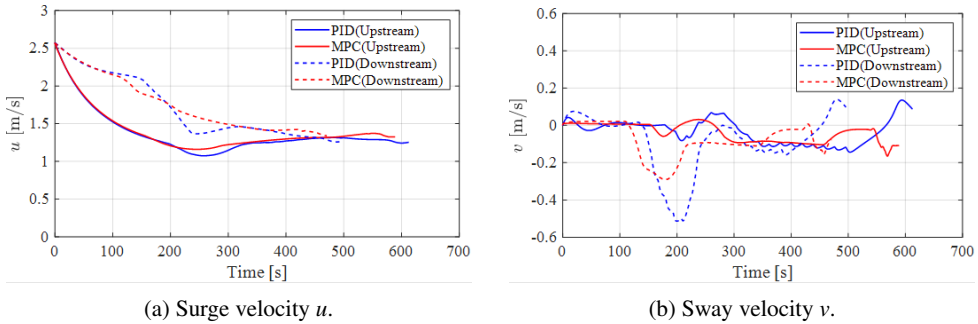 3
2.5
2
1.5
1
0.5
0
u [m/s]
0 100 200 300 400 500 600 700
Time [s]
PID(Upstream)
MPC(Upstream)
PID(Downstream)
MPC(Downstream)
(a) Surge velocity u.
0.6
0.4
0.2
0
-0.2
-0.4
-0.6
v [m/s]
0 100 200 300 400 500 600 700
Time [s]
PID(Upstream)
MPC(Upstream)
PID(Downstream)
MPC(Downstream)
(b) Sway velocity v.